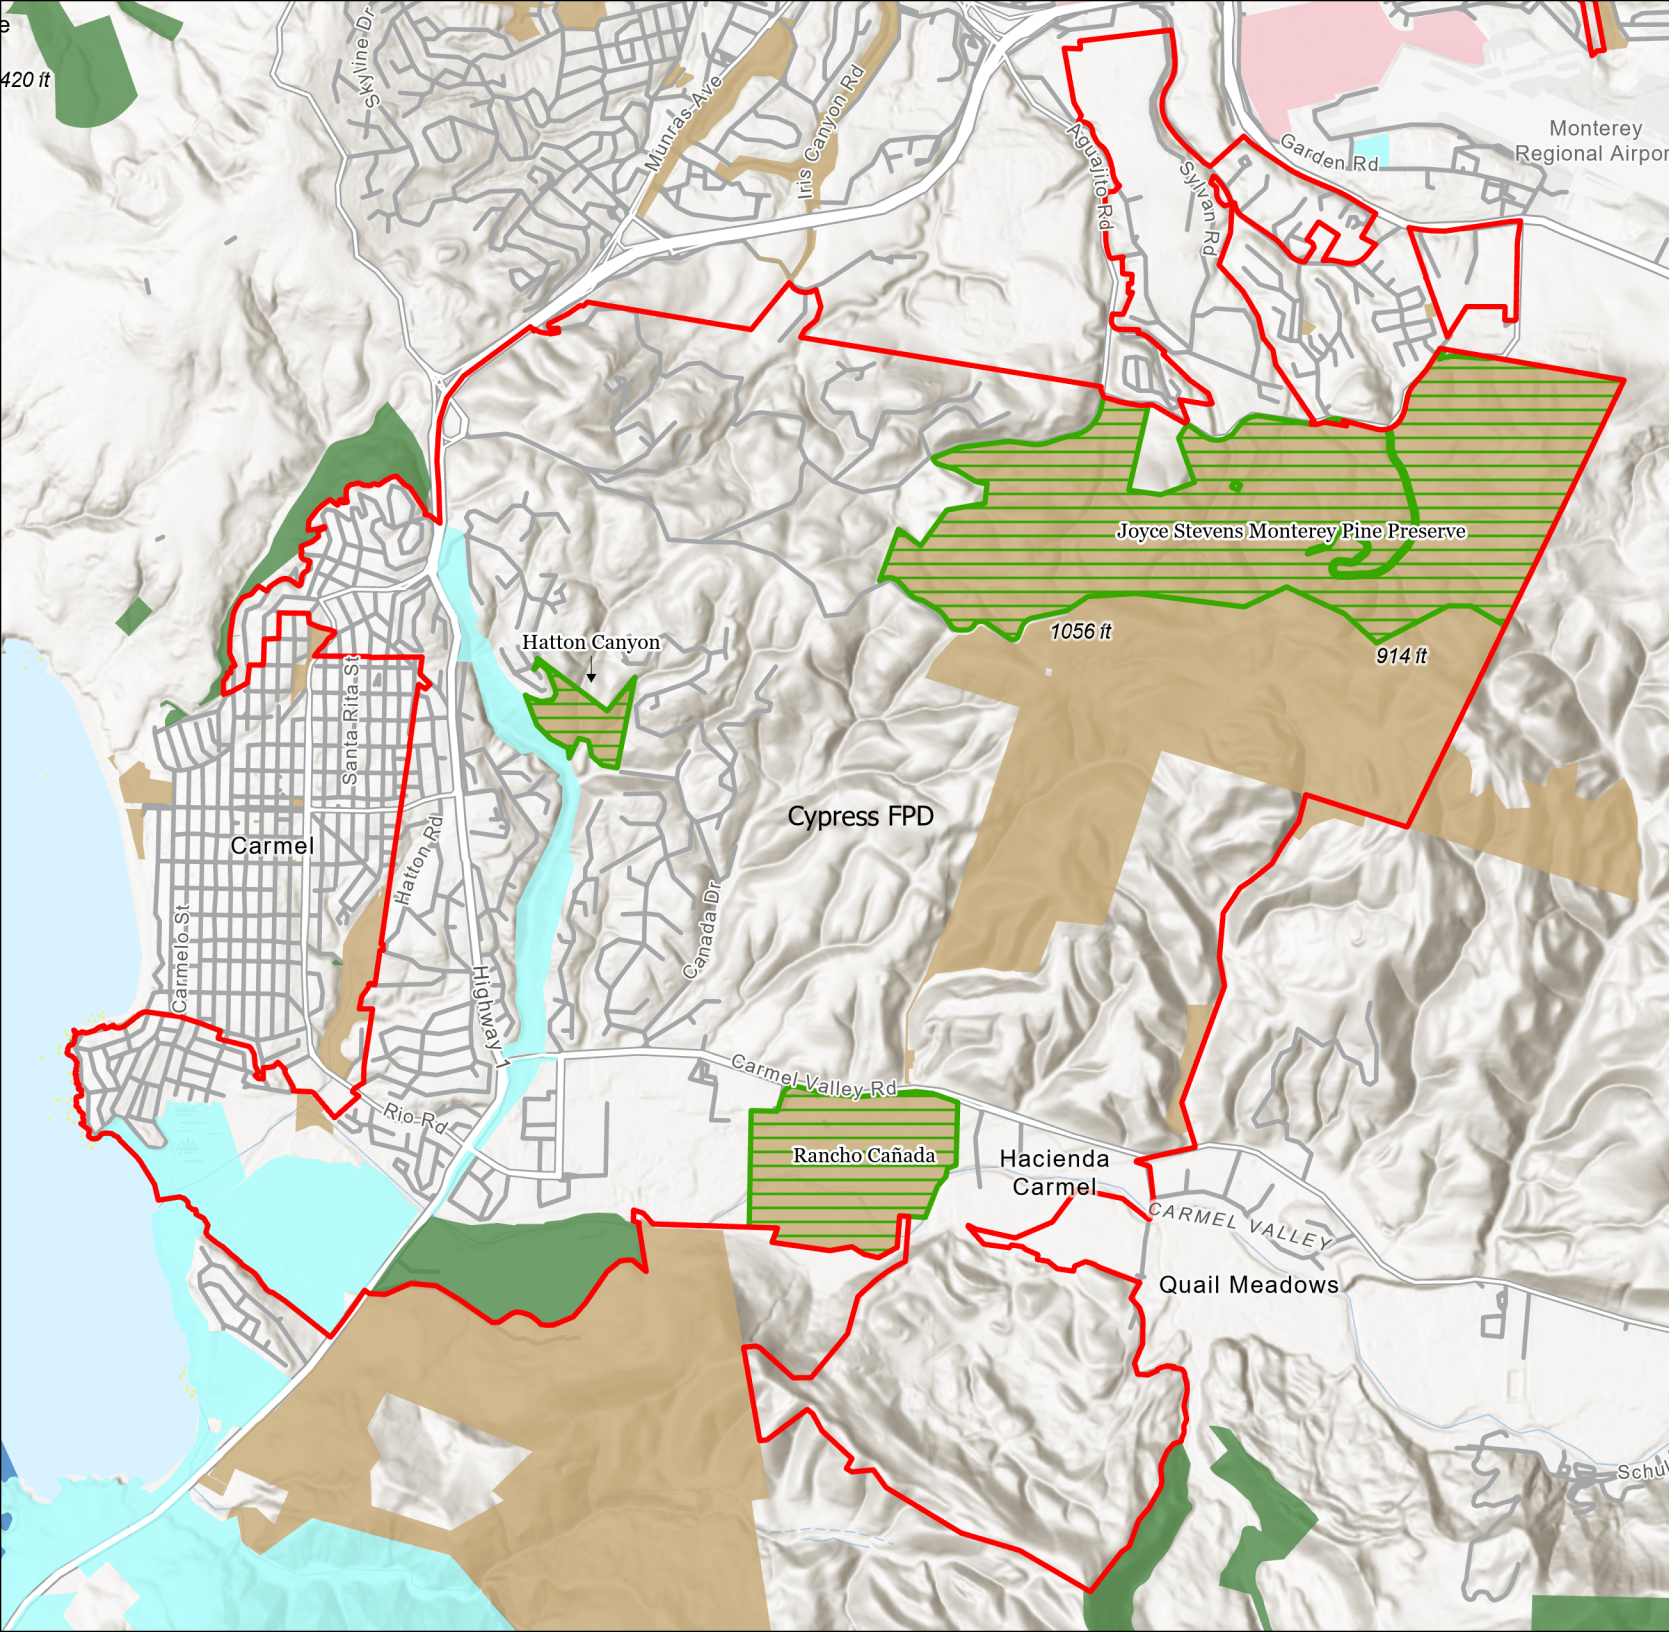 e
420 ft
Skyline Dr
Munras Ave
Iris Canyon Rd
Aguajito Rd
Sylvan Rd
Garden Rd
Monterey
Regional Airpor
Joyce Stevens Monterey Pine Preserve
1056 ft
914 ft
Hatton Canyon
Santa Rita St
Cypress FPD
Carmel
Hatton Rd
Carmelo St
Canada Dr
Highway 1
Carmel Valley Rd
Rio Rd
Rancho Cañada
Hacienda
Carmel
CARMEL VALLEY
Quail Meadows
Schul